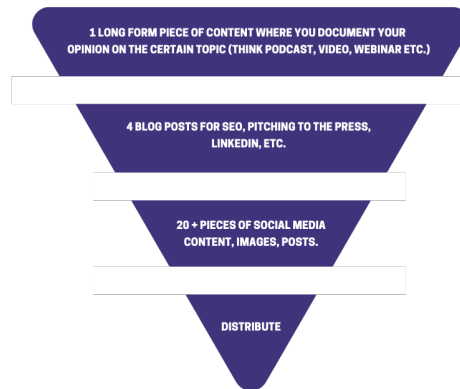 1 LONG FORM PIECE OF CONTENT WHERE YOU DOCUMENT YOUR
OPINION ON THE CERTAIN TOPIC (THINK PODCAST, VIDEO, WEBINAR ETC.)
4 BLOG POSTS FOR SEO, PITCHING TO THE PRESS,
LINKEDIN, ETC.
20 + PIECES OF SOCIAL MEDIA
CONTENT, IMAGES, POSTS.
DISTRIBUTE